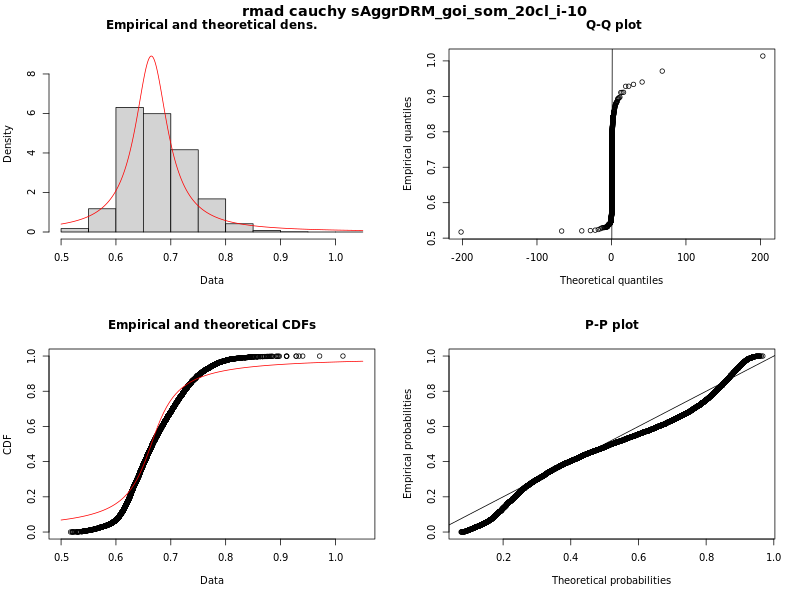 rmad cauchy sAggrDRM_goi_som_20cl_i-10
Empirical and theoretical dens.
Density
0 2 4 6 8
0.5 0.6 0.7 0.8 0.9 1.0
Data
Q-Q plot
Empirical quantiles
0.5 0.6 0.7 0.8 0.9 1.0
-200 -100 0 100 200
Theoretical quantiles
Empirical and theoretical CDFs
CDF
0.0 0.2 0.4 0.6 0.8 1.0
0.5 0.6 0.7 0.8 0.9 1.0
Data
P-P plot
Empirical probabilities
0.0 0.2 0.4 0.6 0.8 1.0
0.2 0.4 0.6 0.8 1.0
Theoretical probabilities